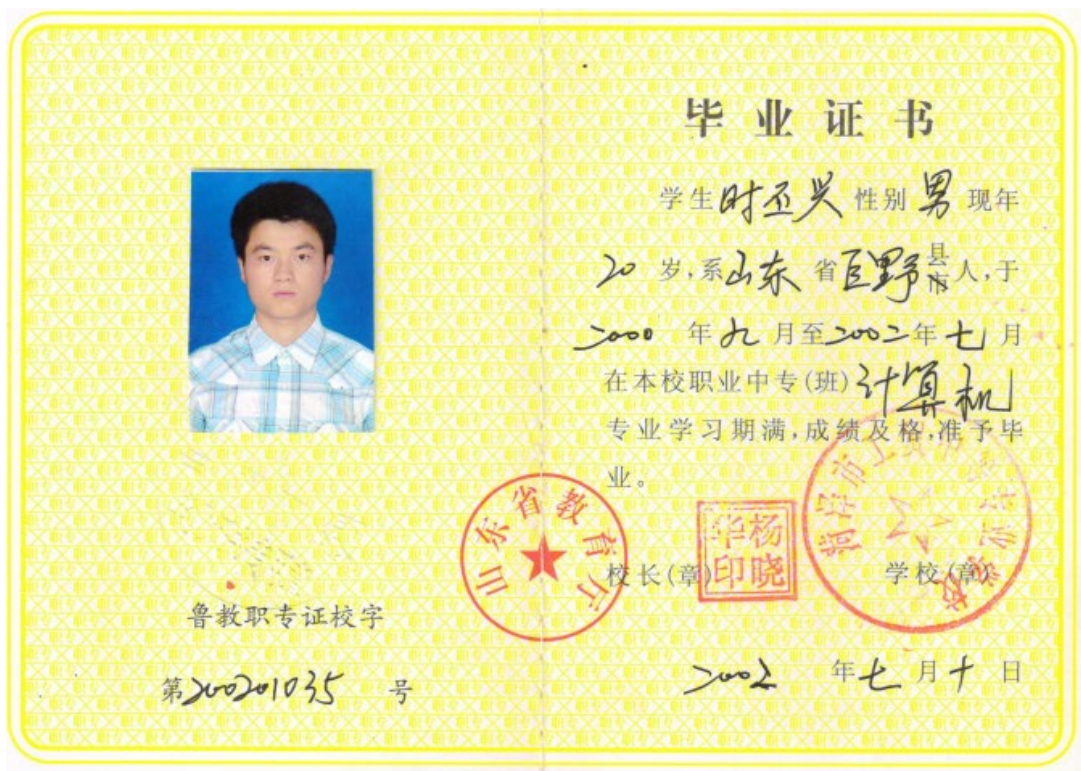 鲁教职专证校字
第200201035号
毕业证书
学生时丕兴性别男现年
20岁,系山东省巨野县市人,于
2000年九月至2002年七月
在本校职业中专(班)计算机
专业学习期满,成绩及格,准予毕
业。
校长(章) 学校(章)
2002年七月十日
山东省教育厅
杨晓华印